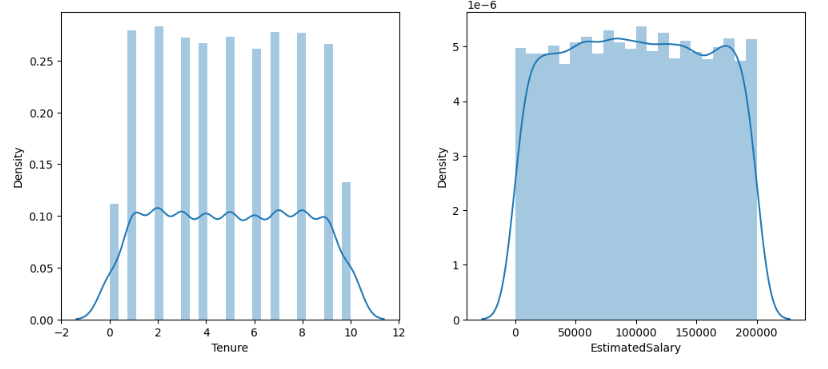 1e−6
0.25
0.20
0.15
0.10
0.05
0.00
Density
−2 0 2 4 6 8 10 12
Tenure
5
4
3
2
1
0
Density
0 50000 100000 150000 200000
EstimatedSalary